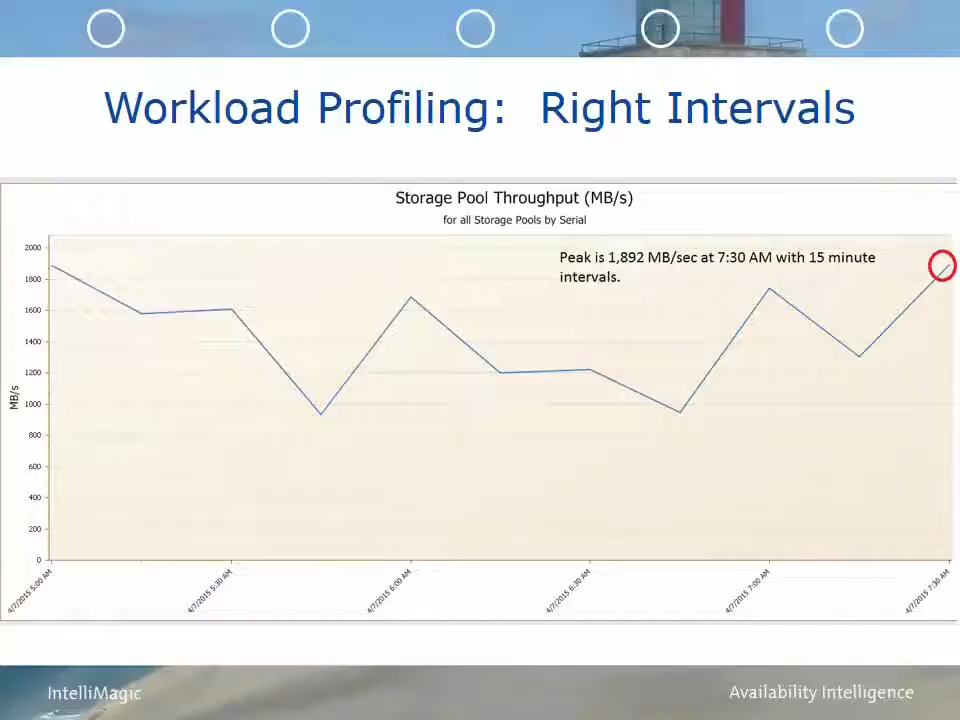 Workload Profiling:  Right Intervals
Storage Pool Throughput (MB/s)
for all Storage Pools by Serial
Peak is 1,892 MB/sec at 7:30 AM with 15 minute
intervals.
MB/s
2000
1800
1600
1400
1200
1000
800
600
400
200
0
4/7/2015 5:00 AM
4/7/2015 5:30 AM
4/7/2015 6:00 AM
4/7/2015 6:30 AM
4/7/2015 7:00 AM
4/7/2015 7:30 AM
IntelliMagic
Availability Intelligence